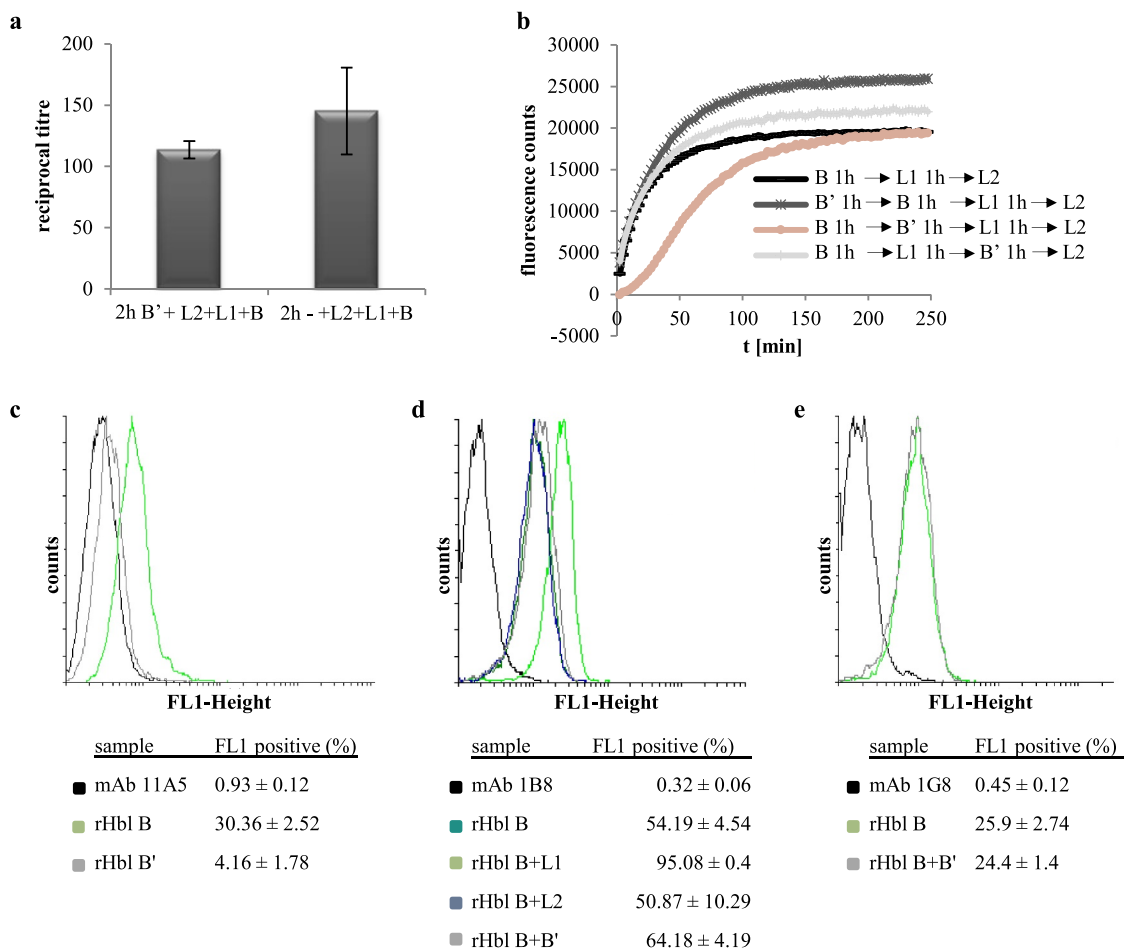 a
200
150
100
50
0
reciprocal titre
2h B’+ L2+L1+B
2h - +L2+L1+B
b
30000
25000
20000
15000
10000
5000
0
-5000
fluorescence counts
0
50
100
150
200
250
t [min]
B 1h → L1 1h → L2
B’ 1h → B 1h → L1 1h → L2
B 1h → B’ 1h → L1 1h → L2
B 1h → L1 1h → B’ 1h → L2
c
counts
FL1-Height
sample FL1 positive (%)
mAb 11A5 0.93 ± 0.12
rHbl B 30.36 ± 2.52
rHbl B' 4.16 ± 1.78
d
counts
FL1-Height
sample FL1 positive (%)
mAb 1B8 0.32 ± 0.06
rHbl B 54.19 ± 4.54
rHbl B+L1 95.08 ± 0.4
rHbl B+L2 50.87 ± 10.29
rHbl B+B' 64.18 ± 4.19
e
counts
FL1-Height
sample FL1 positive (%)
mAb 1G8 0.45 ± 0.12
rHbl B 25.9 ± 2.74
rHbl B+B' 24.4 ± 1.4